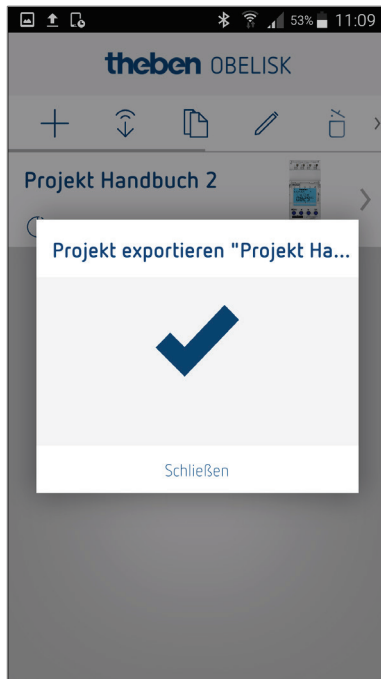 53% 11:09
theben OBELISK
Projekt Handbuch 2
Projekt exportieren "Projekt Ha...
Schließen